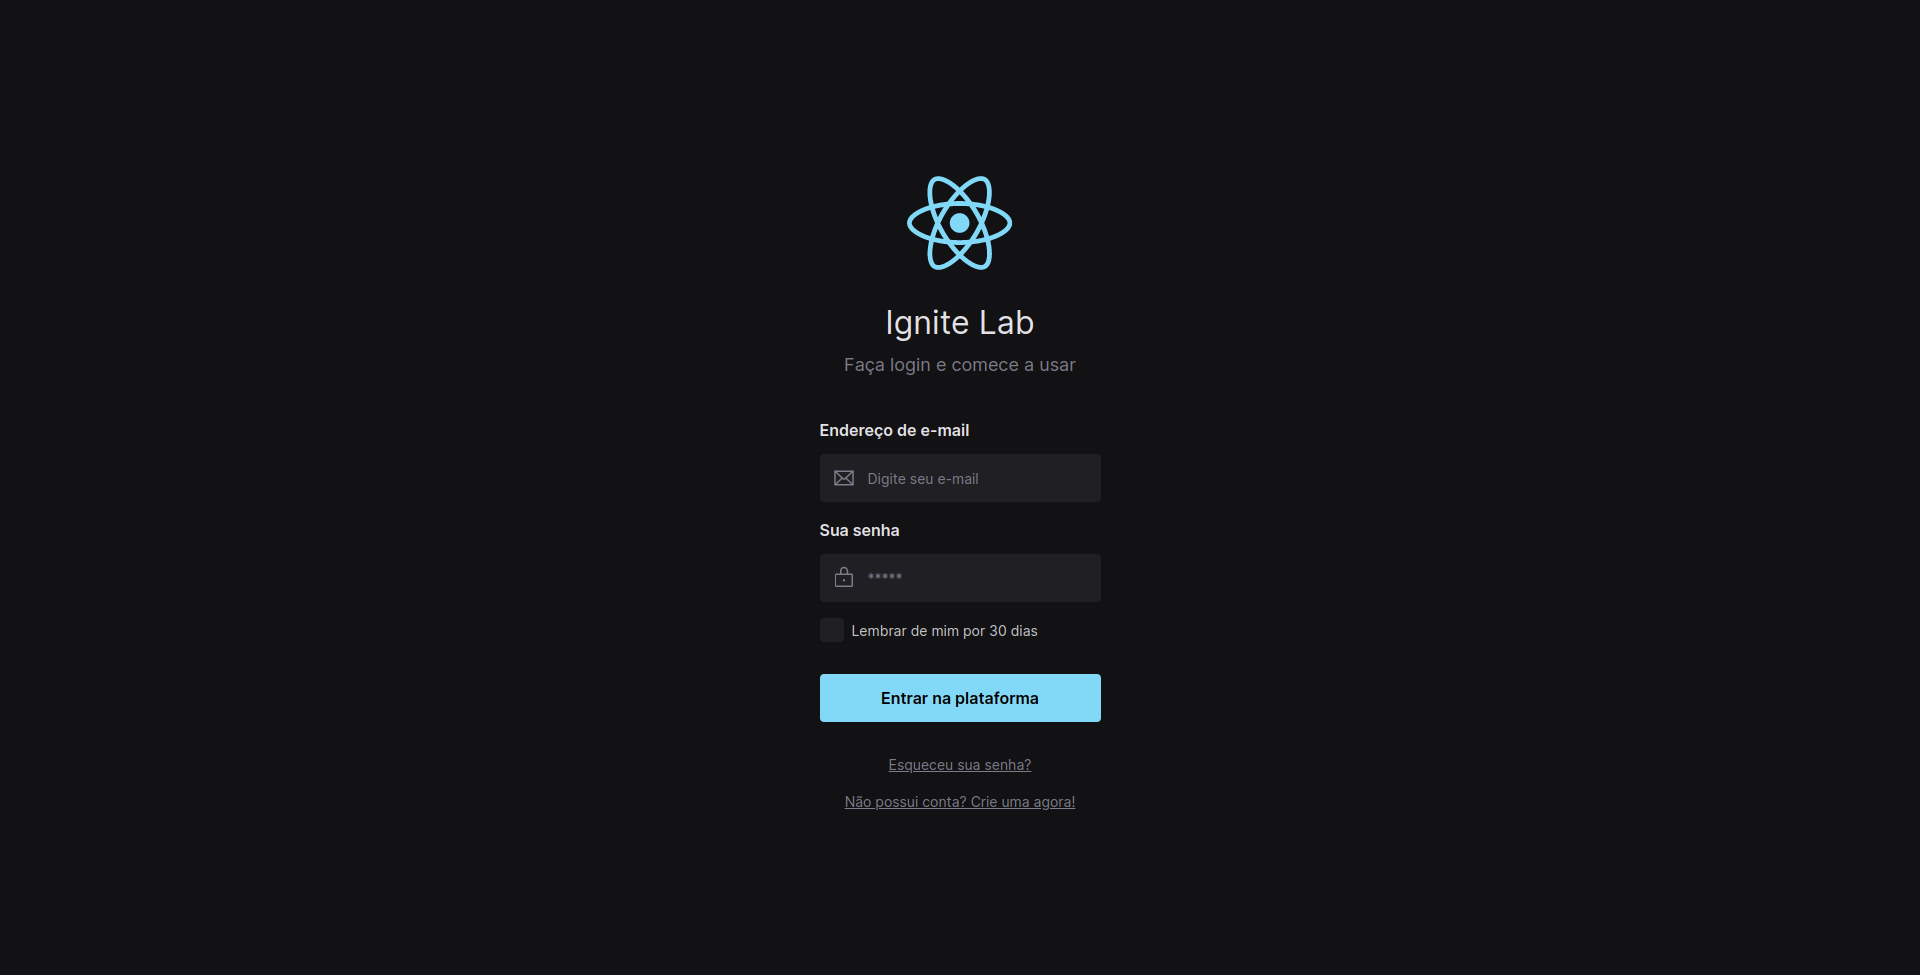 Ignite Lab
Faça login e comece a usar
Endereço de e-mail
Digite seu e-mail
Sua senha
*****
Lembrar de mim por 30 dias
Entrar na plataforma
Esqueceu sua senha?
Não possui conta? Crie uma agora!